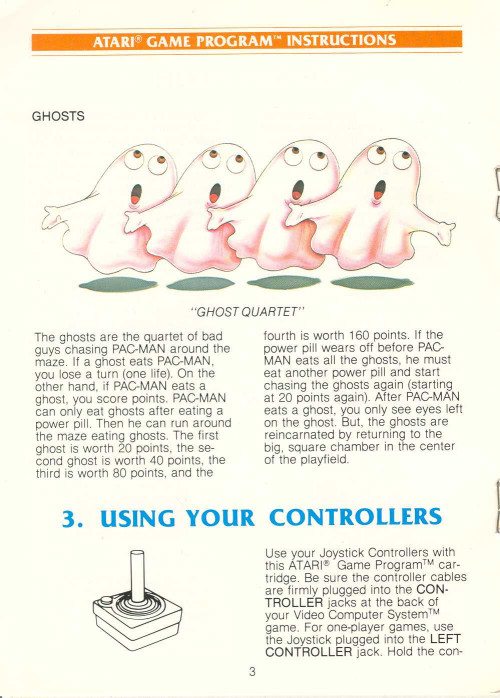 ATARI® GAME PROGRAM™ INSTRUCTIONS
GHOSTS
"GHOST QUARTET"
The ghosts are the quartet of bad
guys chasing PAC-MAN around the
maze. If a ghost eats PAC-MAN,
you lose a turn (one life). On the
other hand, if PAC-MAN eats a
ghost, you score points. PAC-MAN
can only eat ghosts after eating a
power pill. Then he can run around
the maze eating ghosts. The first
ghost is worth 20 points, the se-
cond ghost is worth 40 points, the
third is worth 80 points, and the
fourth is worth 160 points. If the
power pill wears off before PAC-
MAN eats all the ghosts, he must
eat another power pill and start
chasing the ghosts again (starting
at 20 points again). After PAC-MAN
eats a ghost, you only see eyes left
on the ghost. But, the ghosts are
reincarnated by returning to the
big, square chamber in the center
of the playfield.
3. USING YOUR CONTROLLERS
Use your Joystick Controllers with
this ATARI® Game Program™ car-
tridge. Be sure the controller cables
are firmly plugged into the CON-
TROLLER jacks at the back of
your Video Computer System™
game. For one-player games, use
the Joystick plugged into the LEFT
CONTROLLER jack. Hold the con-
3